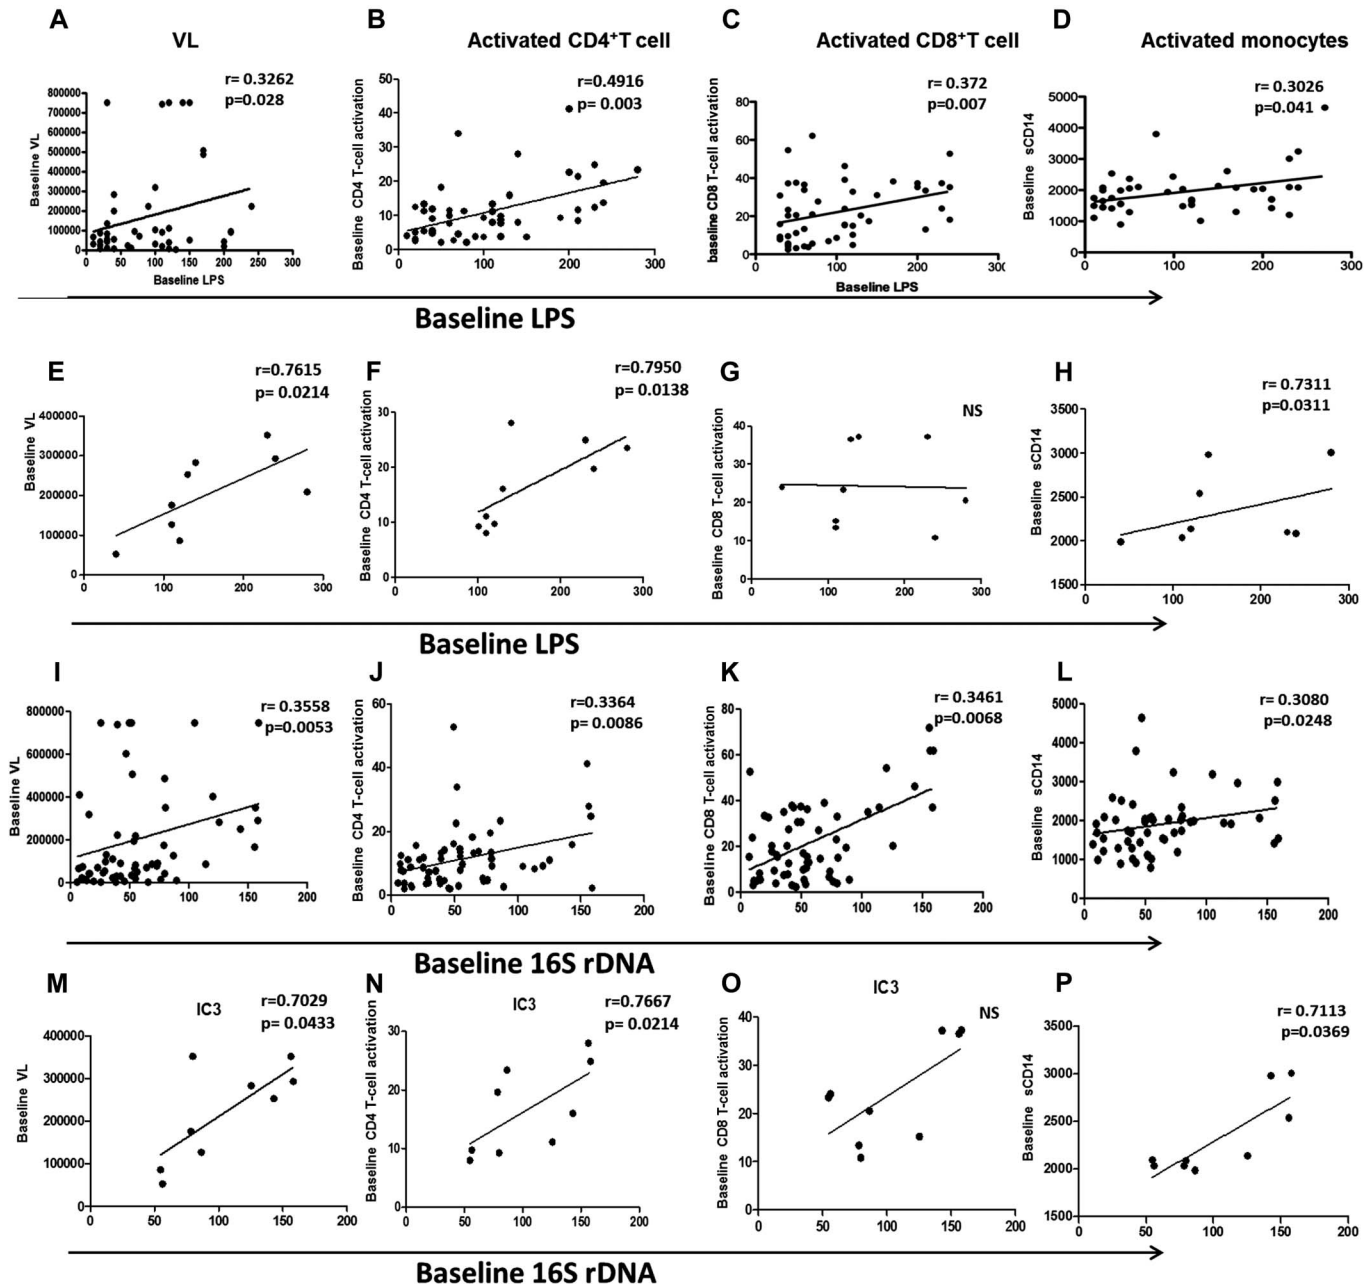 A
VL
r= 0.3262
p=0.028
800000
700000
600000
500000
400000
300000
200000
100000
0
Baseline VL
0 50 100 150 200 250 300
Baseline LPS
B
Activated CD4+T cell
r=0.4916
p= 0.003
50
40
30
20
10
0
Baseline CD4 T-cell activation
0 100 200 300
C
Activated CD8+T cell
r= 0.372
p=0.007
80
60
40
20
0
baseline CD8 T-cell activation
0 100 200 300
Baseline LPS
D
Activated monocytes
r= 0.3026
p=0.041
5000
4000
3000
2000
1000
0
Baseline sCD14
0 100 200 300
Baseline LPS
E
r=0.7615
p= 0.0214
400000
300000
200000
100000
0
Baseline VL
0 100 200 300
F
r=0.7950
p= 0.0138
30
20
10
0
Baseline CD4 T-cell activation
0 100 200 300
G
NS
40
30
20
10
0
Baseline CD8 T-cell activation
0 100 200 300
H
r= 0.7311
p=0.0311
3500
3000
2500
2000
1500
Baseline sCD14
0 100 200 300
Baseline LPS
I
r= 0.3558
p=0.0053
800000
600000
400000
200000
0
Baseline VL
0 50 100 150 200
J
r=0.3364
p= 0.0086
60
40
20
0
Baseline CD4 T-cell activation
0 50 100 150 200
K
r= 0.3461
p=0.0068
80
60
40
20
0
Baseline CD8 T-cell activation
0 50 100 150 200
L
r= 0.3080
p=0.0248
5000
4000
3000
2000
1000
0
Baseline sCD14
0 50 100 150 200
Baseline 16S rDNA
M
IC3
r=0.7029
p= 0.0433
400000
300000
200000
100000
0
Baseline VL
0 50 100 150 200
N
IC3
r=0.7667
p= 0.0214
30
20
10
0
Baseline CD4 T-cell activation
0 50 100 150 200
O
IC3
NS
40
30
20
10
0
Baseline CD8 T-cell activation
0 50 100 150 200
P
r= 0.7113
p=0.0369
3500
3000
2500
2000
1500
Baseline sCD14
0 50 100 150 200
Baseline 16S rDNA